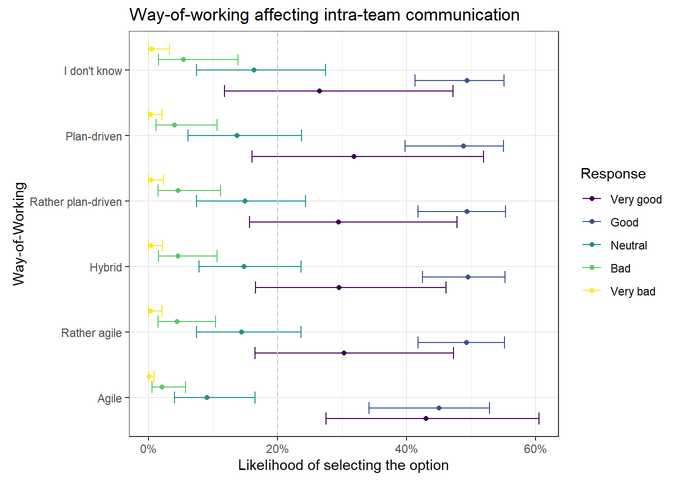 Way-of-working affecting intra-team communication
Way-of-Working
I don't know
Plan-driven
Rather plan-driven
Hybrid
Rather agile
Agile
0%
20%
40%
60%
Likelihood of selecting the option
Response
Very good
Good
Neutral
Bad
Very bad